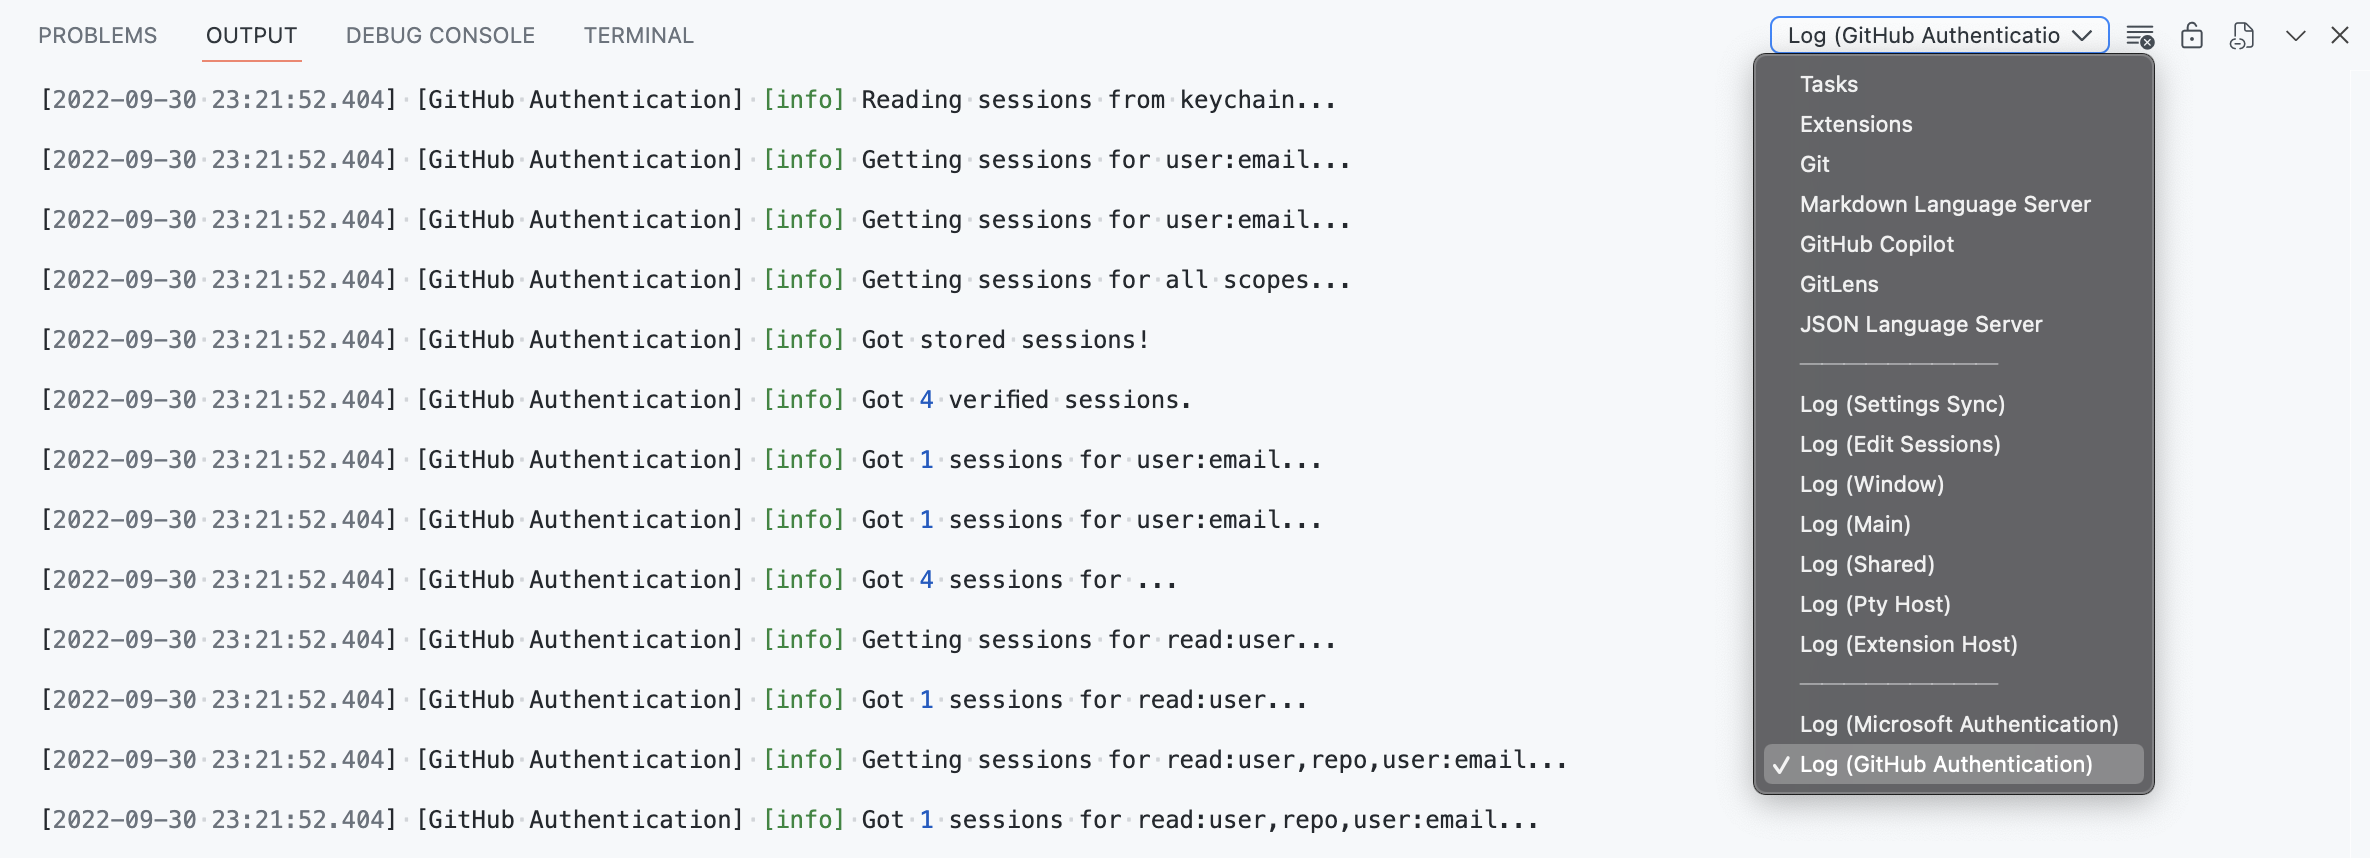 PROBLEMS OUTPUT DEBUG CONSOLE TERMINAL Log (GitHub Authenticatio
[2022-09-30 23:21:52.404] [GitHub Authentication] [info] Reading sessions from keychain...
[2022-09-30 23:21:52.404] [GitHub Authentication] [info] Getting sessions for user:email...
[2022-09-30 23:21:52.404] [GitHub Authentication] [info] Getting sessions for user:email...
[2022-09-30 23:21:52.404] [GitHub Authentication] [info] Getting sessions for all scopes...
[2022-09-30 23:21:52.404] [GitHub Authentication] [info] Got stored sessions!
[2022-09-30 23:21:52.404] [GitHub Authentication] [info] Got 4 verified sessions.
[2022-09-30 23:21:52.404] [GitHub Authentication] [info] Got 1 sessions for user:email...
[2022-09-30 23:21:52.404] [GitHub Authentication] [info] Got 1 sessions for user:email...
[2022-09-30 23:21:52.404] [GitHub Authentication] [info] Got 4 sessions for ...
[2022-09-30 23:21:52.404] [GitHub Authentication] [info] Getting sessions for read:user...
[2022-09-30 23:21:52.404] [GitHub Authentication] [info] Got 1 sessions for read:user...
[2022-09-30 23:21:52.404] [GitHub Authentication] [info] Getting sessions for read:user,repo,user:email...
[2022-09-30 23:21:52.404] [GitHub Authentication] [info] Got 1 sessions for read:user,repo,user:email...
Tasks
Extensions
Git
Markdown Language Server
GitHub Copilot
GitLens
JSON Language Server
Log (Settings Sync)
Log (Edit Sessions)
Log (Window)
Log (Main)
Log (Shared)
Log (Pty Host)
Log (Extension Host)
Log (Microsoft Authentication)
Log (GitHub Authentication)